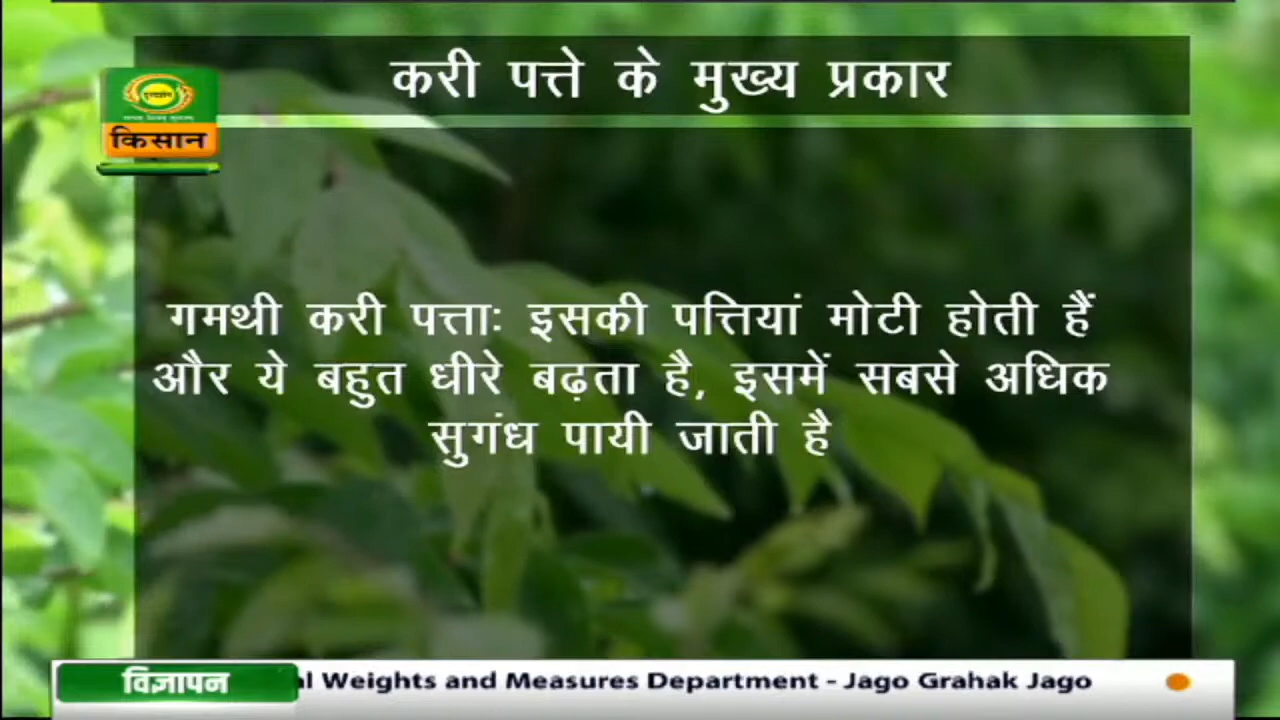 करी पत्ते के मुख्य प्रकार
किसान
गमथी करी पत्ताः इसकी पत्तियां मोटी होती हैं
और ये बहुत धीरे बढ़ता है, इसमें सबसे अधिक
सुगंध पायी जाती है
विज्ञापन
al Weights and Measures Department - Jago Grahak Jago